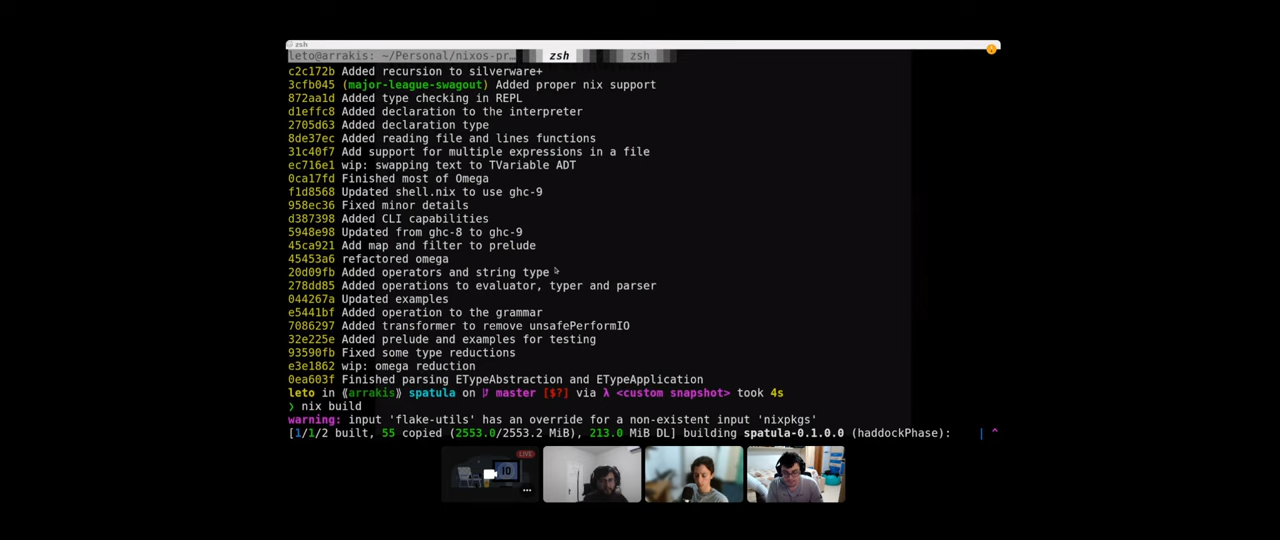 zsh
leto@arrakis: ~/Personal/nixos-pr… zsh zsh
c2c172b Added recursion to silverware+
3cfb045 (major-league-swagout) Added proper nix support
872aa1d Added type checking in REPL
d1effc8 Added declaration to the interpreter
2705d63 Added declaration type
8de37ec Added reading file and lines functions
31c40f7 Add support for multiple expressions in a file
ec716e1 wip: swapping text to TVariable ADT
0ca17fd Finished most of Omega
f1d8568 Updated shell.nix to use ghc-9
958ec36 Fixed minor details
d387398 Added CLI capabilities
5948e98 Updated from ghc-8 to ghc-9
45ca921 Add map and filter to prelude
45453a6 refactored omega
20d09fb Added operators and string type
278dd85 Added operations to evaluator, typer and parser
044267a Updated examples
e5441bf Added operation to the grammar
7086297 Added transformer to remove unsafePerformIO
32e225e Added prelude and examples for testing
93590fb Fixed some type reductions
e3e1862 wip: omega reduction
0ea603f Finished parsing ETypeAbstraction and ETypeApplication
leto in ⟪arrakis⟫ spatula on master [$?] via λ <custom snapshot> took 4s
❯ nix build
warning: input 'flake-utils' has an override for a non-existent input 'nixpkgs'
[1/1/2 built, 55 copied (2553.0/2553.2 MiB), 213.0 MiB DL] building spatula-0.1.0.0 (haddockPhase): | ^
LIVE
IO